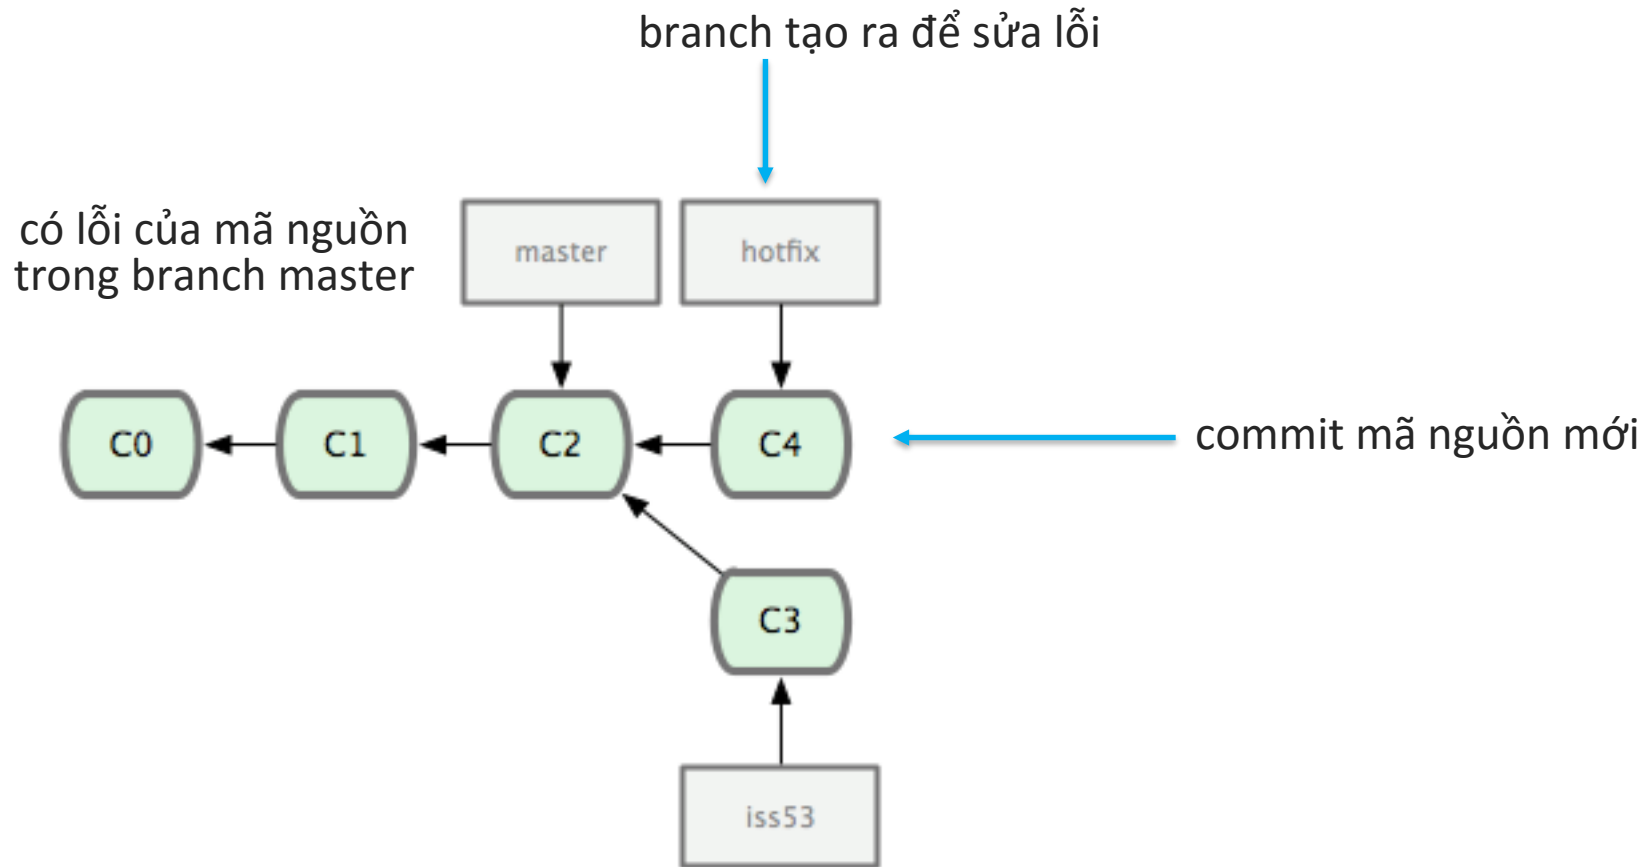 branch tạo ra để sửa lỗi
có lỗi của mã nguồn
trong branch master
master
hotfix
C0
C1
C2
C4
commit mã nguồn mới
C3
iss53